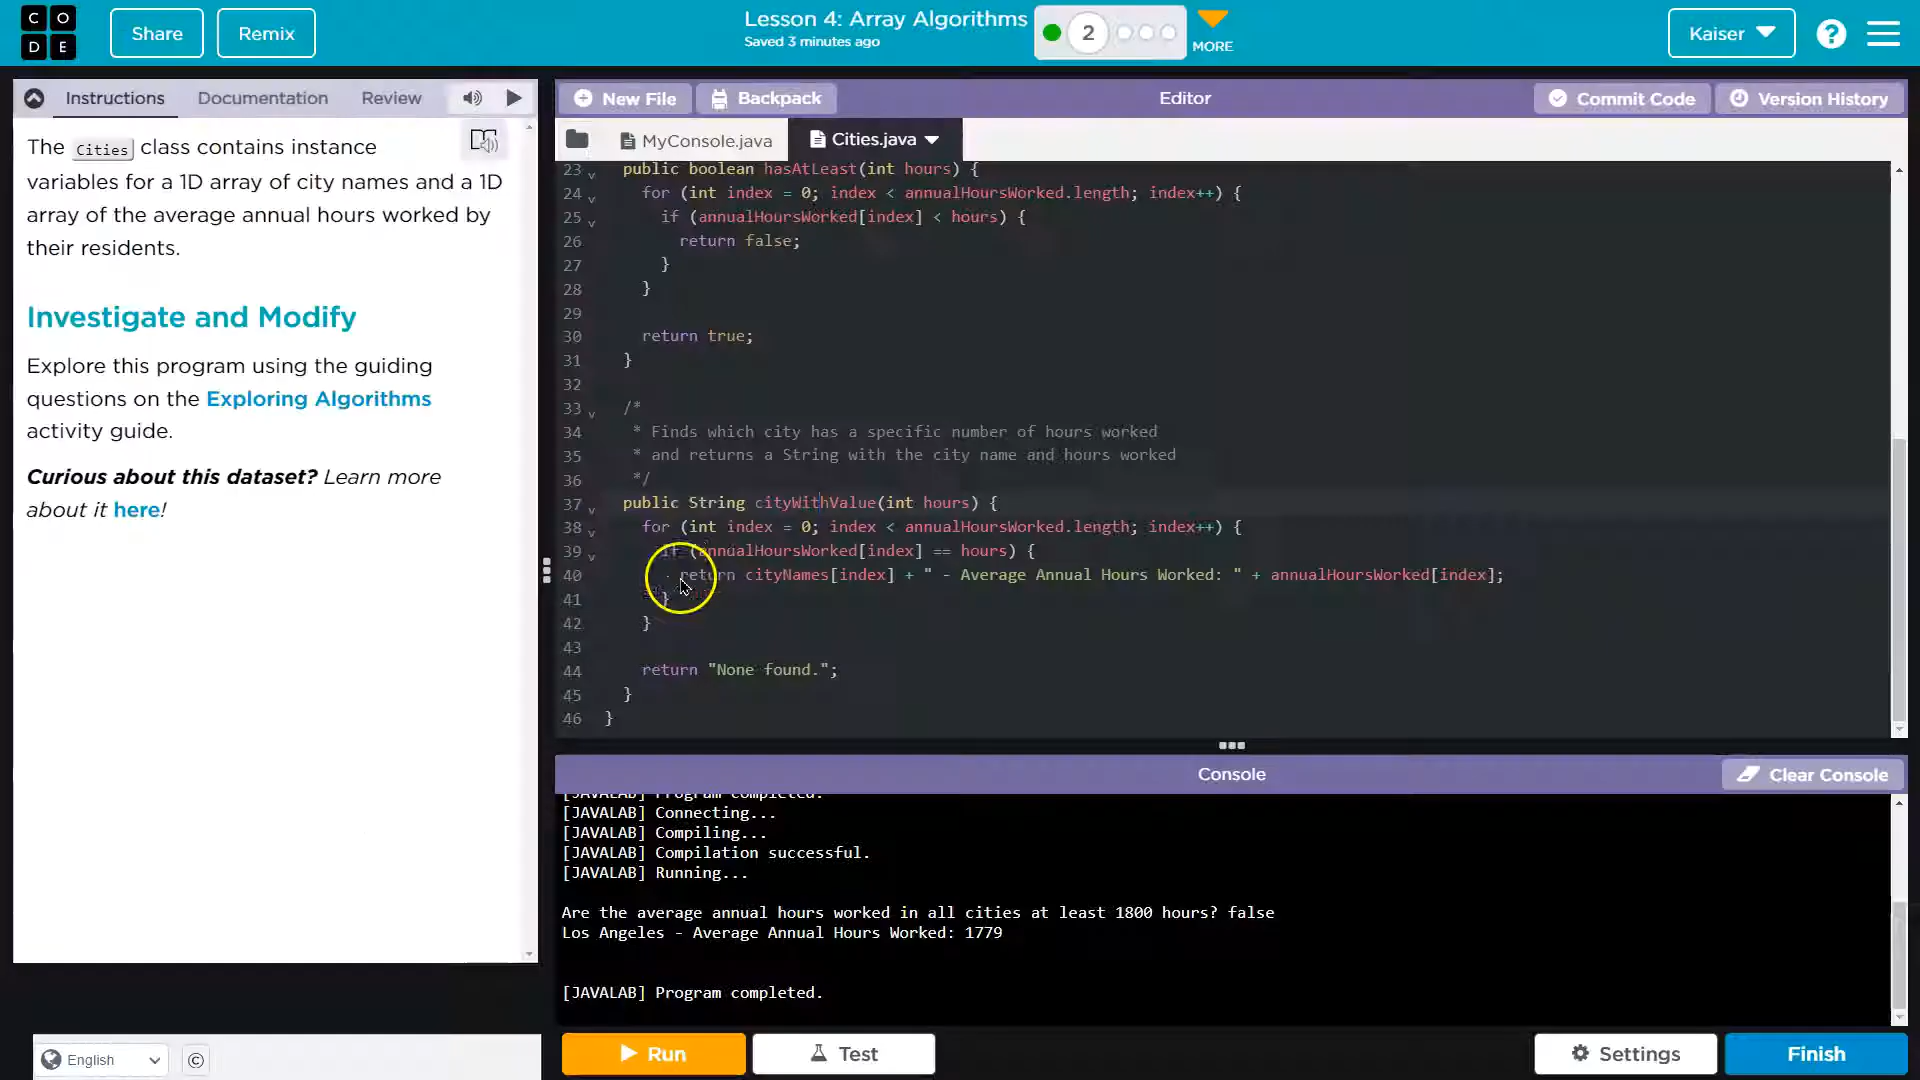 CO
DE
Share
Remix
Lesson 4: Array Algorithms
Saved 3 minutes ago
2
MORE
Kaiser
?
Instructions
Documentation
Review
The Cities class contains instance
variables for a 1D array of city names and a 1D
array of the average annual hours worked by
their residents.
Investigate and Modify
Explore this program using the guiding
questions on the Exploring Algorithms
activity guide.
Curious about this dataset? Learn more
about it here!
English
©
New File
Backpack
Editor
Commit Code
Version History
MyConsole.java
Cities.java
23 public boolean hasAtLeast(int hours) {
24 for (int index = 0; index < annualHoursWorked.length; index++) {
25 if (annualHoursWorked[index] < hours) {
26 return false;
27 }
28 }
29
30 return true;
31 }
32
33 /*
34 * Finds which city has a specific number of hours worked
35 * and returns a String with the city name and hours worked
36 */
37 public String cityWithValue(int hours) {
38 for (int index = 0; index < annualHoursWorked.length; index++) {
39 if (annualHoursWorked[index] == hours) {
40 return cityNames[index] + " - Average Annual Hours Worked: " + annualHoursWorked[index];
41 }
42 }
43
44 return "None found.";
45 }
46 }
Console
Clear Console
[JAVALAB] Program completed.
[JAVALAB] Connecting...
[JAVALAB] Compiling...
[JAVALAB] Compilation successful.
[JAVALAB] Running...
Are the average annual hours worked in all cities at least 1800 hours? false
Los Angeles - Average Annual Hours Worked: 1779
[JAVALAB] Program completed.
Run
Test
Settings
Finish